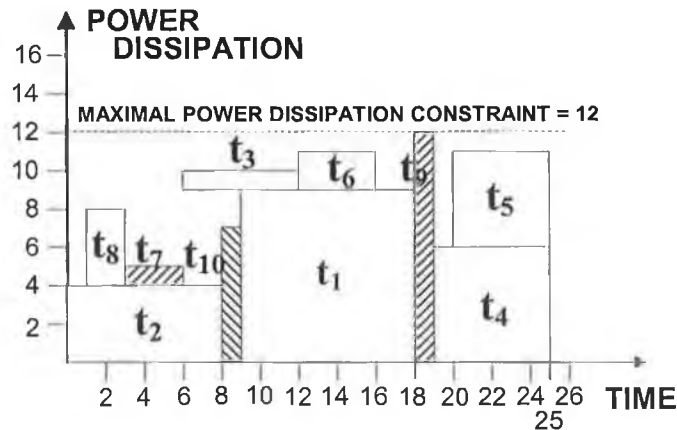 POWER
DISSIPATION
16
14
MAXIMAL POWER DISSIPATION CONSTRAINT = 12
12
10
8
6
4
2
t3
t6
t9
t8
t7
t10
t5
t2
t1
t4
2 4 6 8 10 12 14 16 18 20 22 24 26 TIME
25